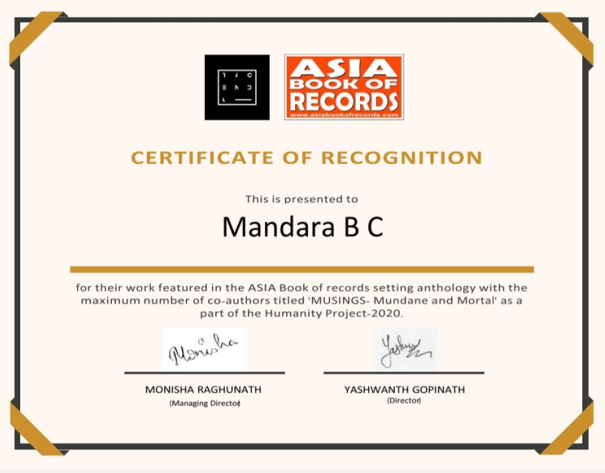 ASIA
BOOK OF
RECORDS
www.asiabookofrecords.com
CERTIFICATE OF RECOGNITION
This is presented to
Mandara B C
for their work featured in the ASIA Book of records setting anthology with the
maximum number of co-authors titled 'MUSINGS- Mundane and Mortal' as a
part of the Humanity Project-2020.
Monisha
MONISHA RAGHUNATH
YASHWANTH GOPINATH
(Managing Director)
(Director)